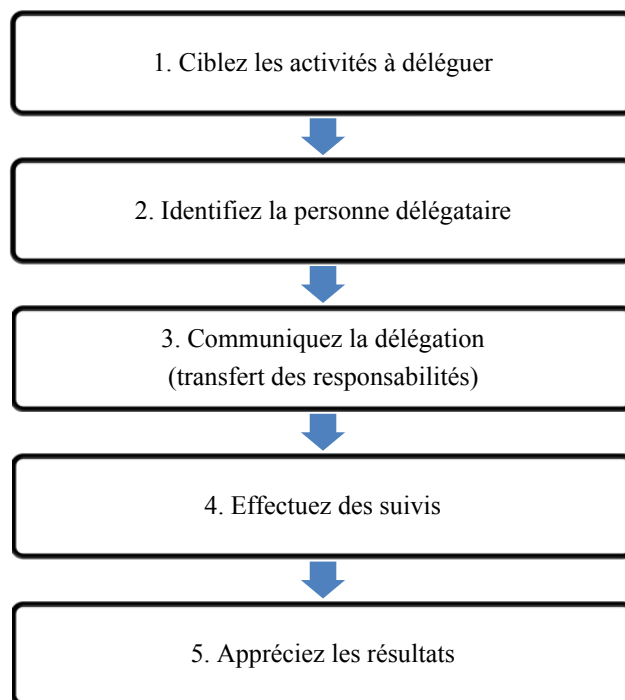 1. Ciblez les activités à déléguer
2. Identifiez la personne délégataire
3. Communiquez la délégation
(transfert des responsabilités)
4. Effectuez des suivis
5. Appréciez les résultats